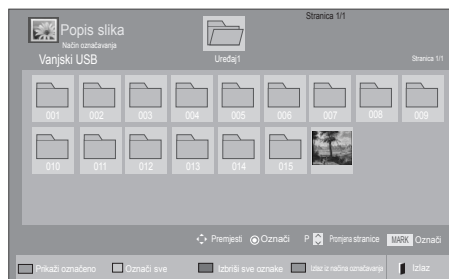 Stranica 1/1
Popis slika
Način označavanja
Vanjski USB
Uređaj1
Stranica 1/1
001 002 003 004 005 006 007 008 009
010 011 012 013 014 015
Premjesti Označi P Promjena stranice MARK Označi
Prikaži označeno Označi sve Izbriši sve oznake Izlaz iz načina označavanja Izlaz